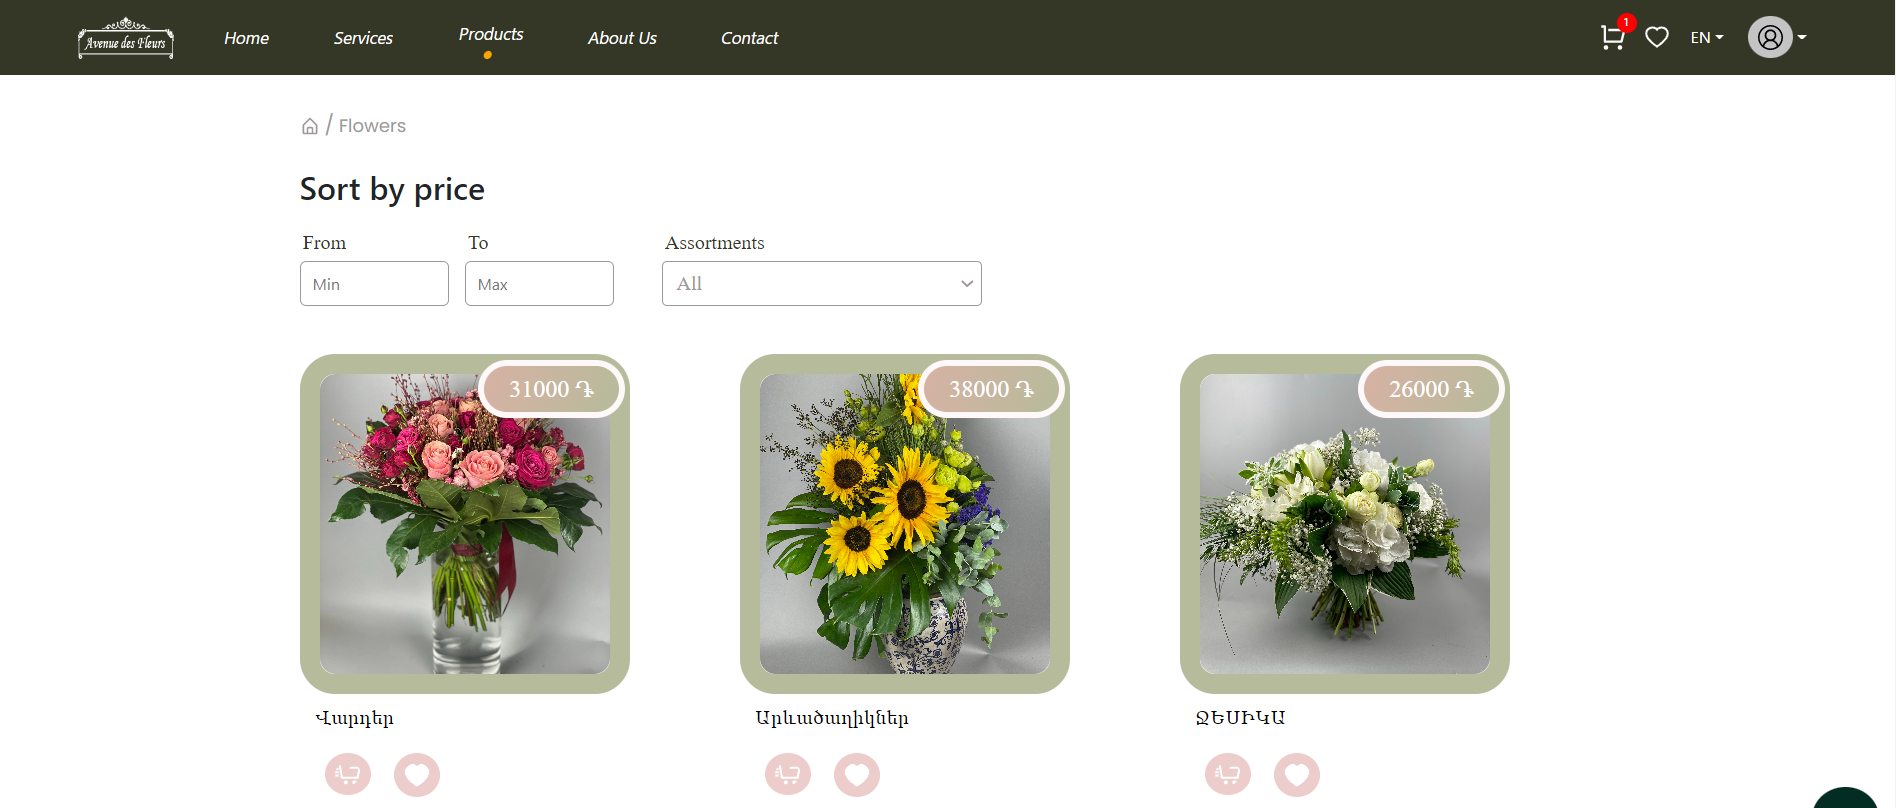 Avenue des Fleurs
Home Services Products About Us Contact
1
EN
/ Flowers
Sort by price
From To Assortments
Min Max All
31000 ֏ 38000 ֏ 26000 ֏
Վարդեր Արևածաղիկներ ՋԵՍԻԿԱ